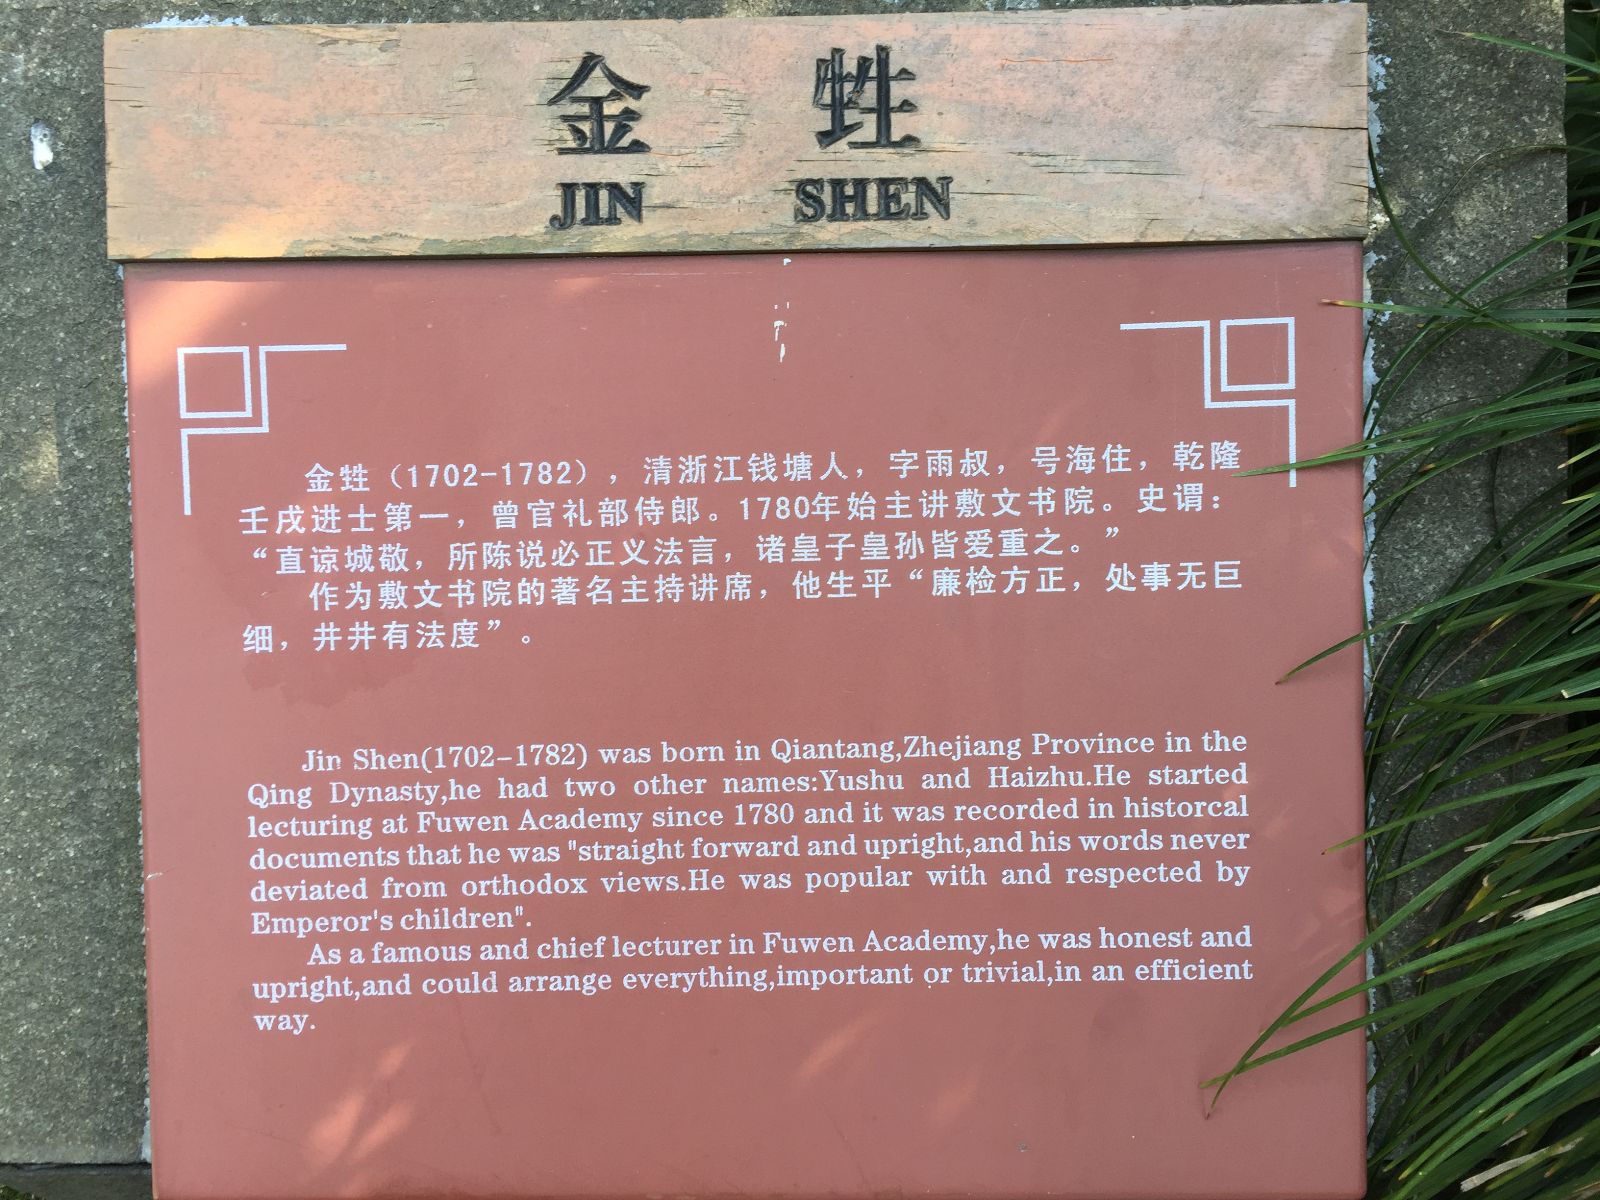 金 甡
JIN SHEN
金甡（1702-1782），清浙江钱塘人，字雨叔，号海住，乾隆
壬戌进士第一，曾官礼部侍郎。1780年始主讲敷文书院。史谓：
“直谅城敬，所陈说必正义法言，诸皇子皇孙皆爱重之。”
作为敷文书院的著名主持讲席，他生平“廉检方正，处事无巨
细，井井有法度”。
Jin Shen(1702-1782) was born in Qiantang,Zhejiang Province in the
Qing Dynasty,he had two other names:Yushu and Haizhu.He started
lecturing at Fuwen Academy since 1780 and it was recorded in historcal
documents that he was "straight forward and upright,and his words never
deviated from orthodox views.He was popular with and respected by
Emperor's children".
As a famous and chief lecturer in Fuwen Academy,he was honest and
upright,and could arrange everything,important or trivial,in an efficient
way.